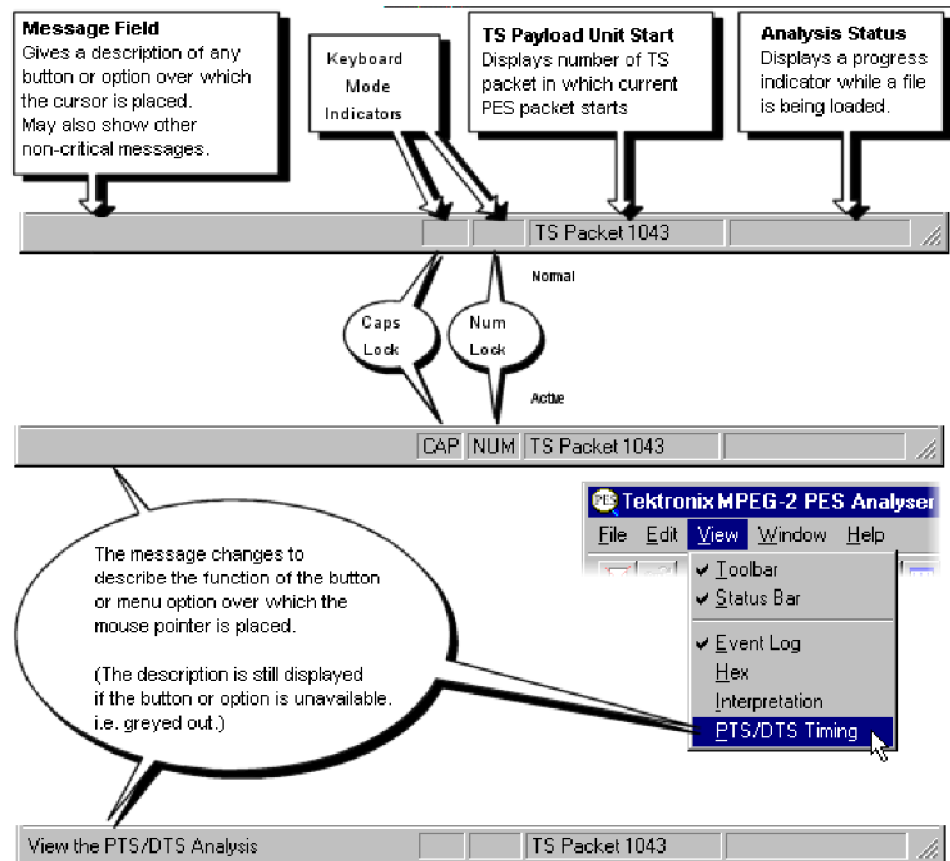 Message Field
Gives a description of any
button or option over which
the cursor is placed.
May also show other
non-critical messages.
Keyboard
Mode
Indicators
TS Payload Unit Start
Displays number of TS
packet in which current
PES packet starts
Analysis Status
Displays a progress
indicator while a file
is being loaded.
TS Packet 1043
Normal
Caps
Lock
Num
Lock
Active
CAP NUM TS Packet 1043
The message changes to
describe the function of the button
or menu option over which the
mouse pointer is placed.
(The description is still displayed
if the button or option is unavailable.
i.e. greyed out.)
PES Tektronix MPEG-2 PES Analyser
File Edit View Window Help
Toolbar
Status Bar
Event Log
Hex
Interpretation
PTS/DTS Timing
View the PTS/DTS Analysis TS Packet 1043